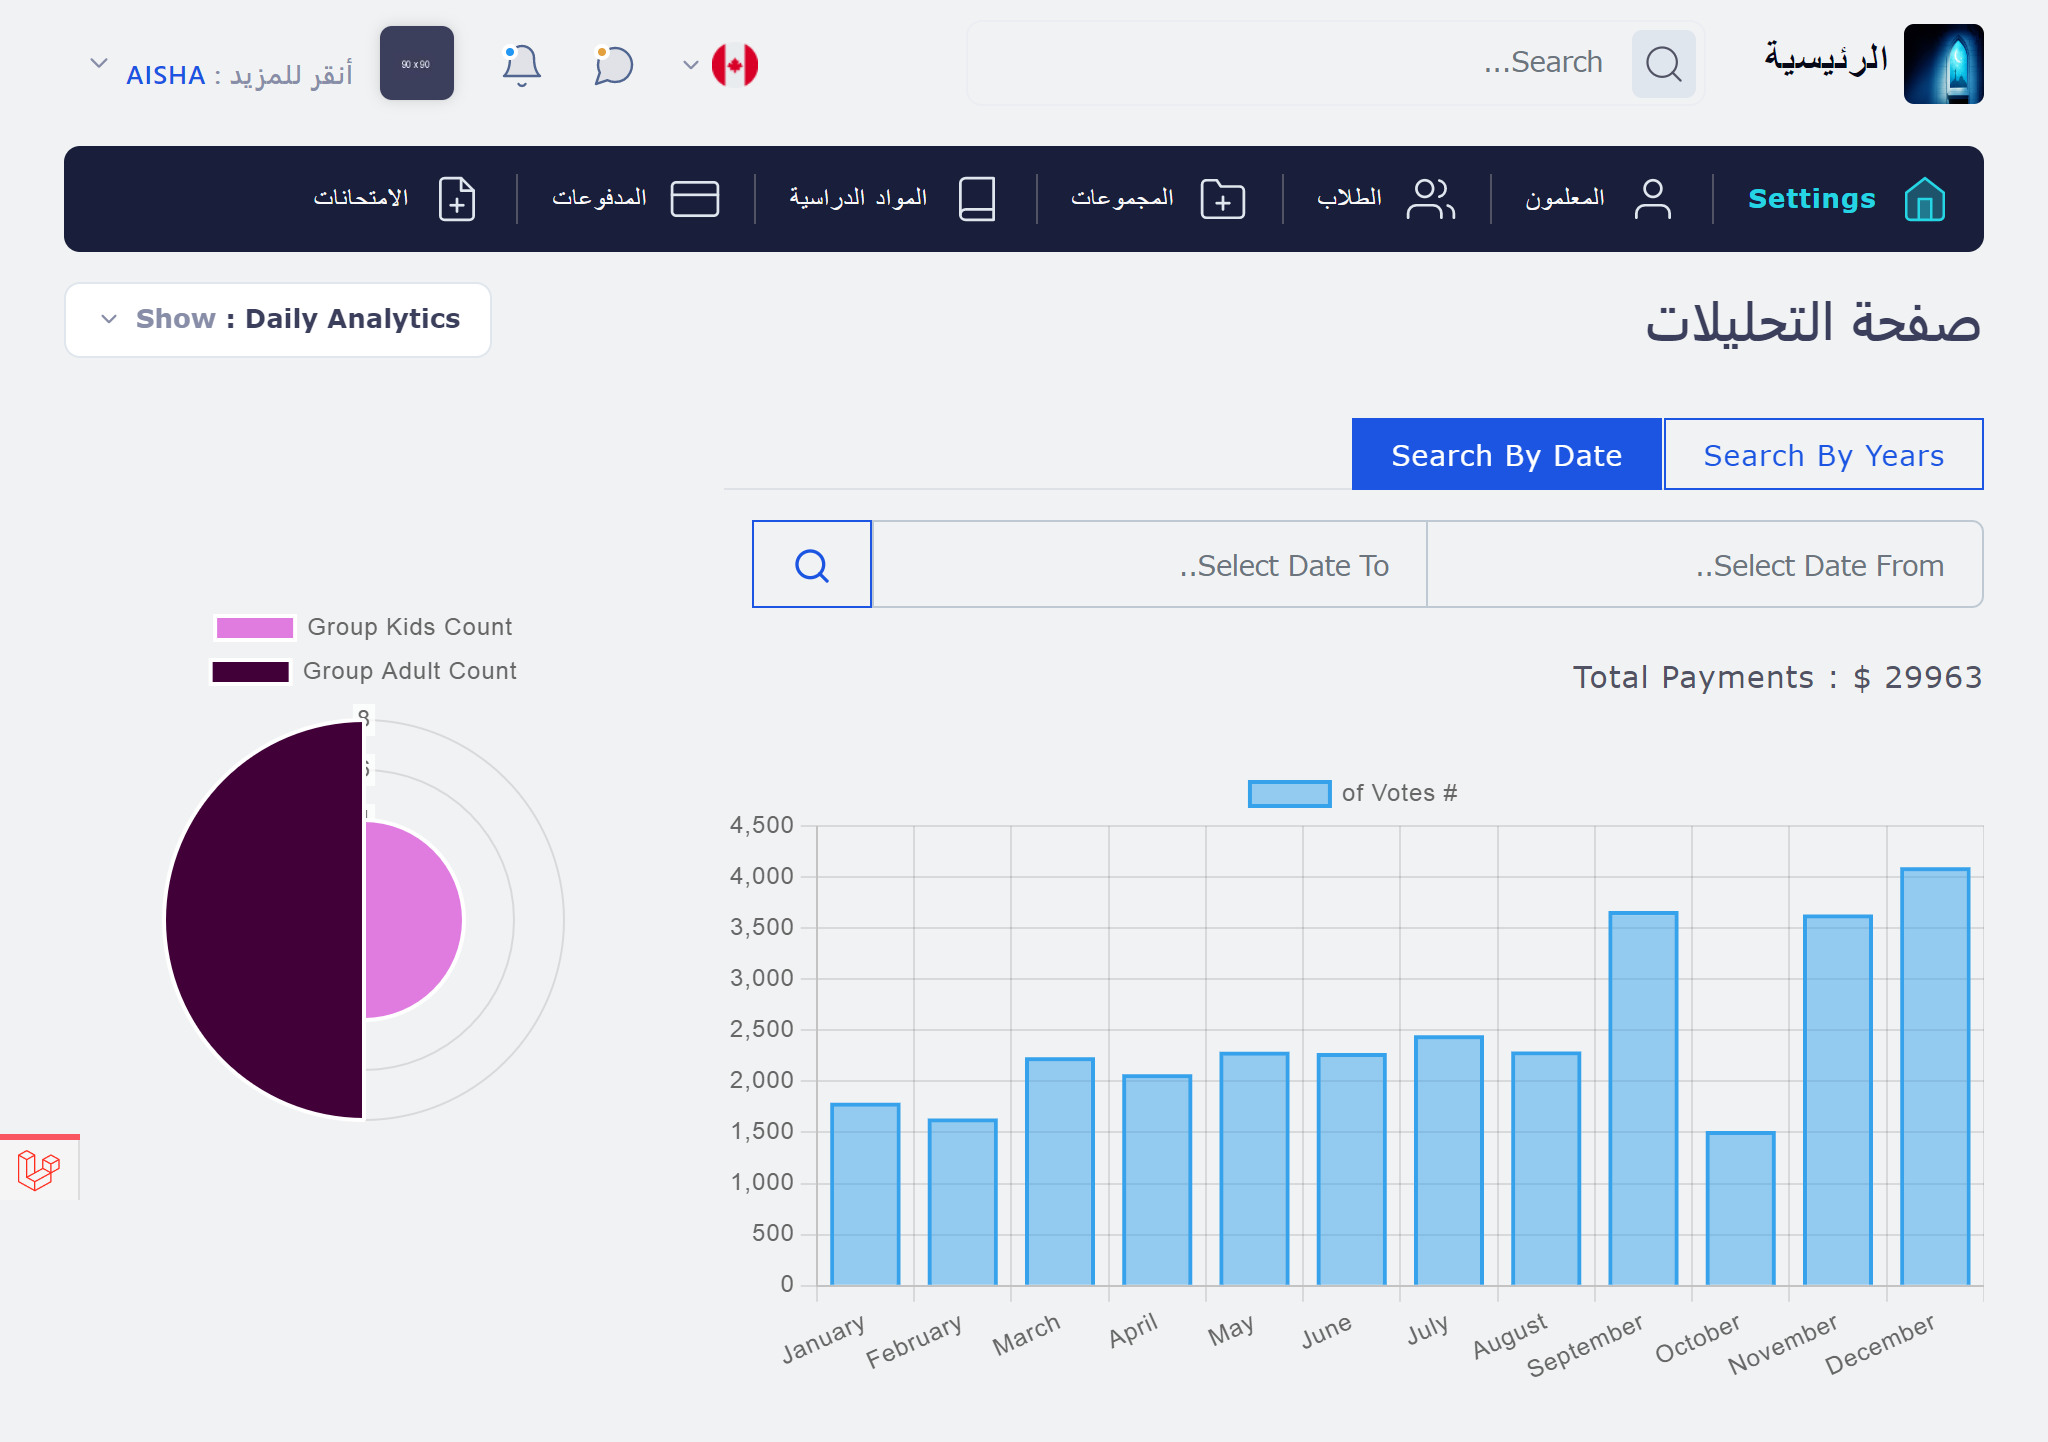 الرئيسية
Search...
90 x 90
أنقر للمزيد : AISHA
Settings
المعلمون
الطلاب
المجموعات
المواد الدراسية
المدفوعات
الامتحانات
صفحة التحليلات
Show : Daily Analytics
Search By Years
Search By Date
Select Date From..
Select Date To..
Total Payments : $ 29963
Group Kids Count
Group Adult Count
8
6
of Votes #
4,500
4,000
3,500
3,000
2,500
2,000
1,500
1,000
500
0
January
February
March
April
May
June
July
August
September
October
November
December